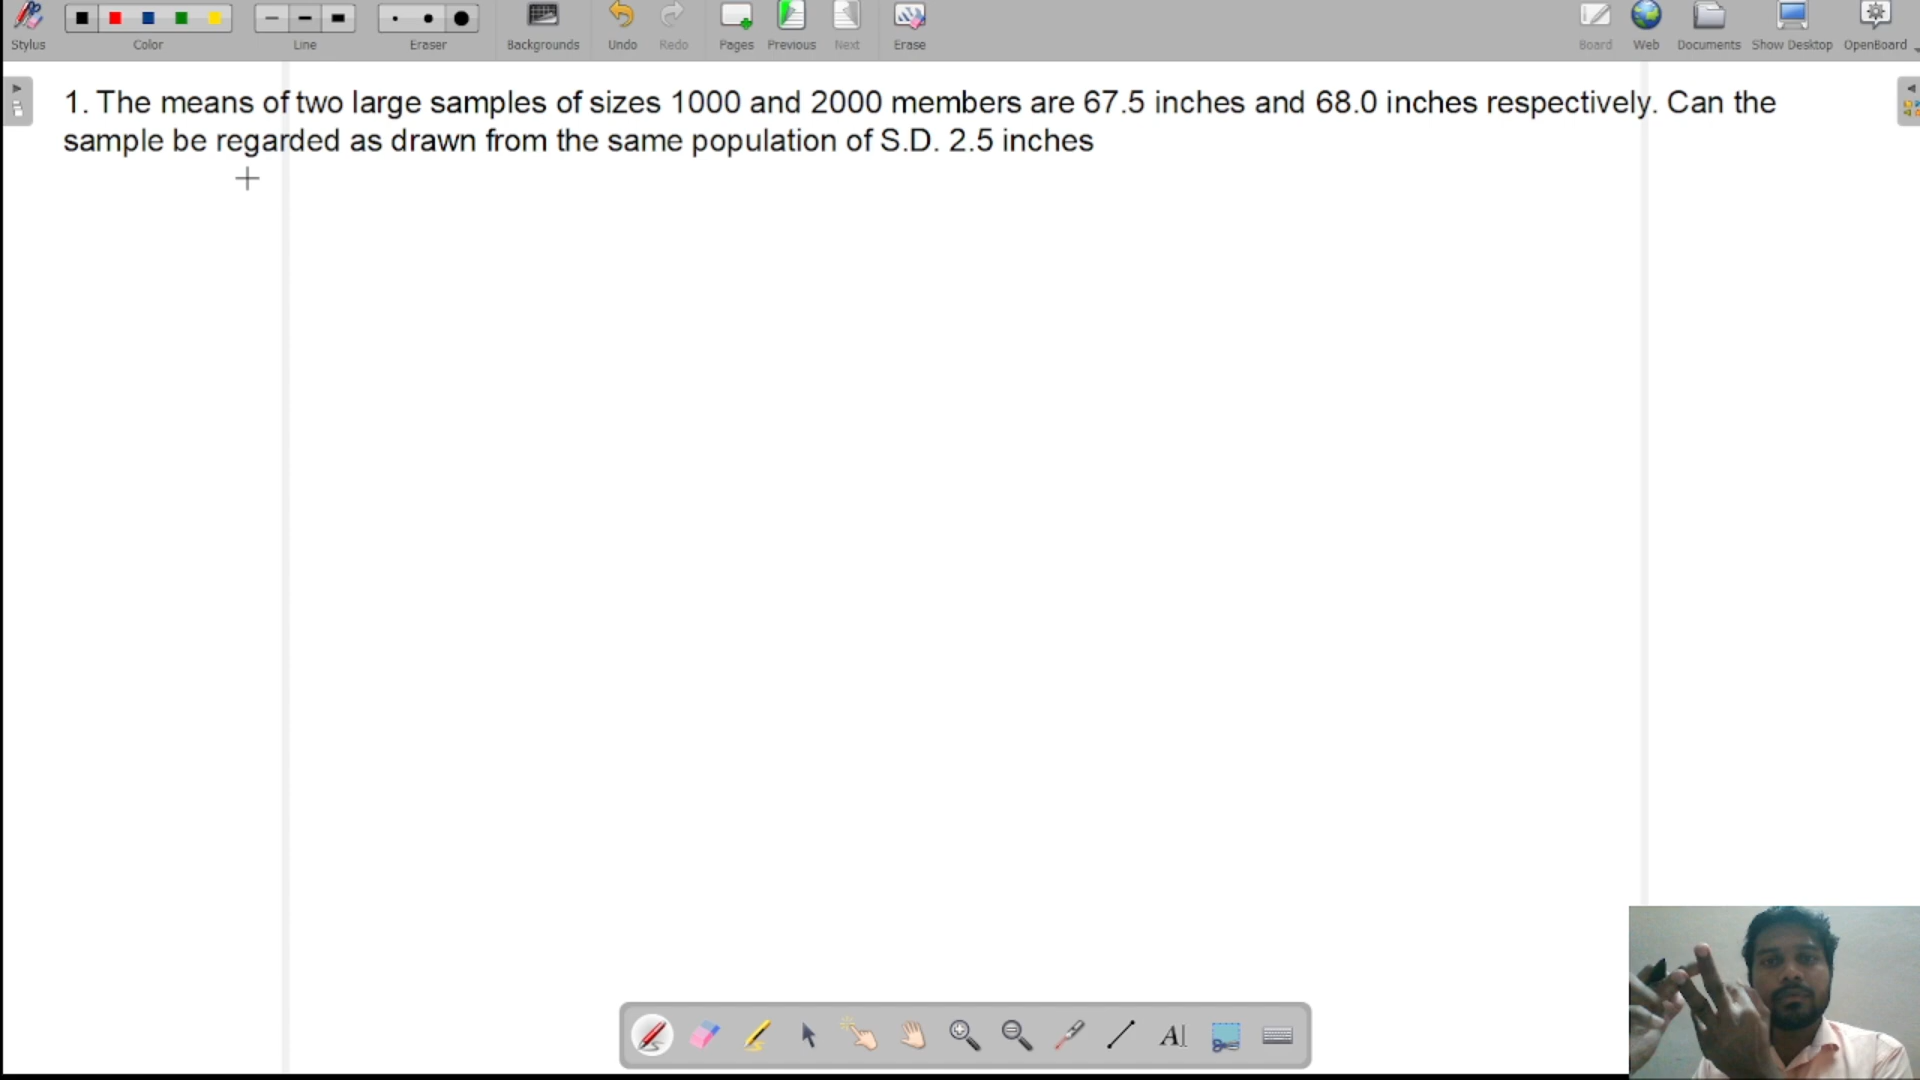 Stylus Color Line Eraser Backgrounds Undo Redo Pages Previous Next Erase Board Web Documents Show Desktop OpenBoard
1. The means of two large samples of sizes 1000 and 2000 members are 67.5 inches and 68.0 inches respectively. Can the
sample be regarded as drawn from the same population of S.D. 2.5 inches
A